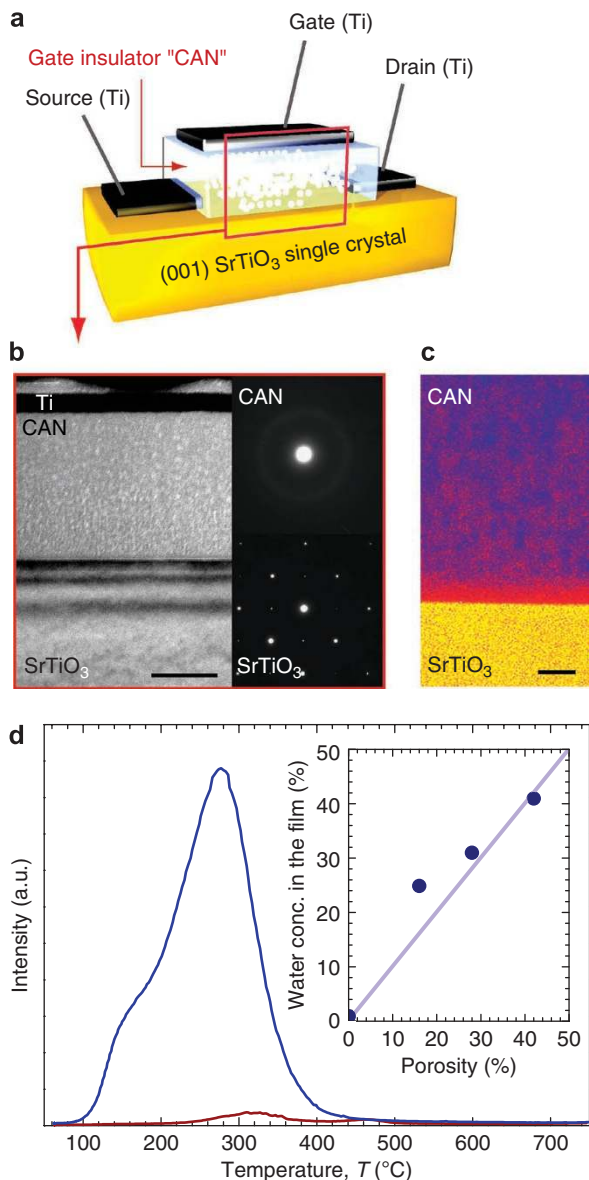 a
Gate (Ti)
Gate insulator "CAN"
Drain (Ti)
Source (Ti)
(001) SrTiO₃ single crystal
b
c
Ti
CAN
CAN
CAN
SrTiO₃
SrTiO₃
SrTiO₃
d
Intensity (a.u.)
100 200 300 400 500 600 700
Temperature, T (°C)
Water conc. in the film (%)
50
40
30
20
10
0
0 10 20 30 40 50
Porosity (%)